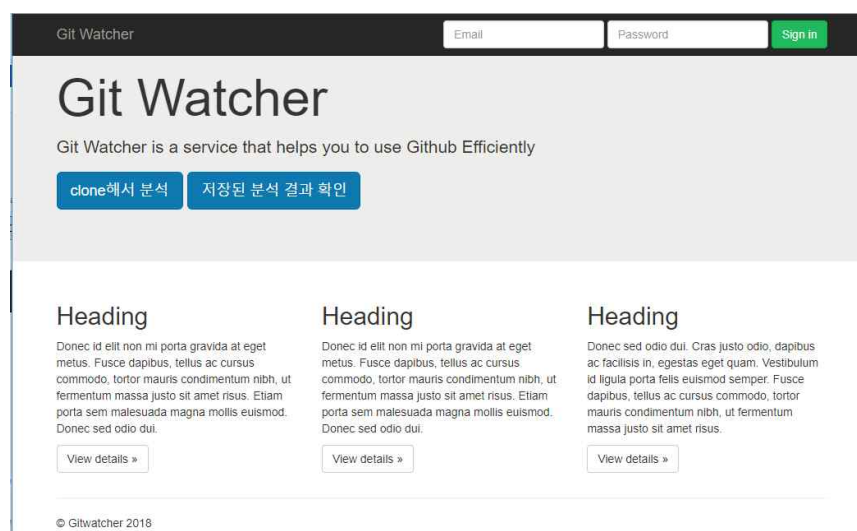 Git Watcher Email Password Sign in
Git Watcher
Git Watcher is a service that helps you to use Github Efficiently
clone해서 분석 저장된 분석 결과 확인
Heading
Donec id elit non mi porta gravida at eget
metus. Fusce dapibus, tellus ac cursus
commodo, tortor mauris condimentum nibh, ut
fermentum massa justo sit amet risus. Etiam
porta sem malesuada magna mollis euismod.
Donec sed odio dui.
View details »
Heading
Donec id elit non mi porta gravida at eget
metus. Fusce dapibus, tellus ac cursus
commodo, tortor mauris condimentum nibh, ut
fermentum massa justo sit amet risus. Etiam
porta sem malesuada magna mollis euismod.
Donec sed odio dui.
View details »
Heading
Donec sed odio dui. Cras justo odio, dapibus
ac facilisis in, egestas eget quam. Vestibulum
id ligula porta felis euismod semper. Fusce
dapibus, tellus ac cursus commodo, tortor
mauris condimentum nibh, ut fermentum
massa justo sit amet risus.
View details »
© Gitwatcher 2018